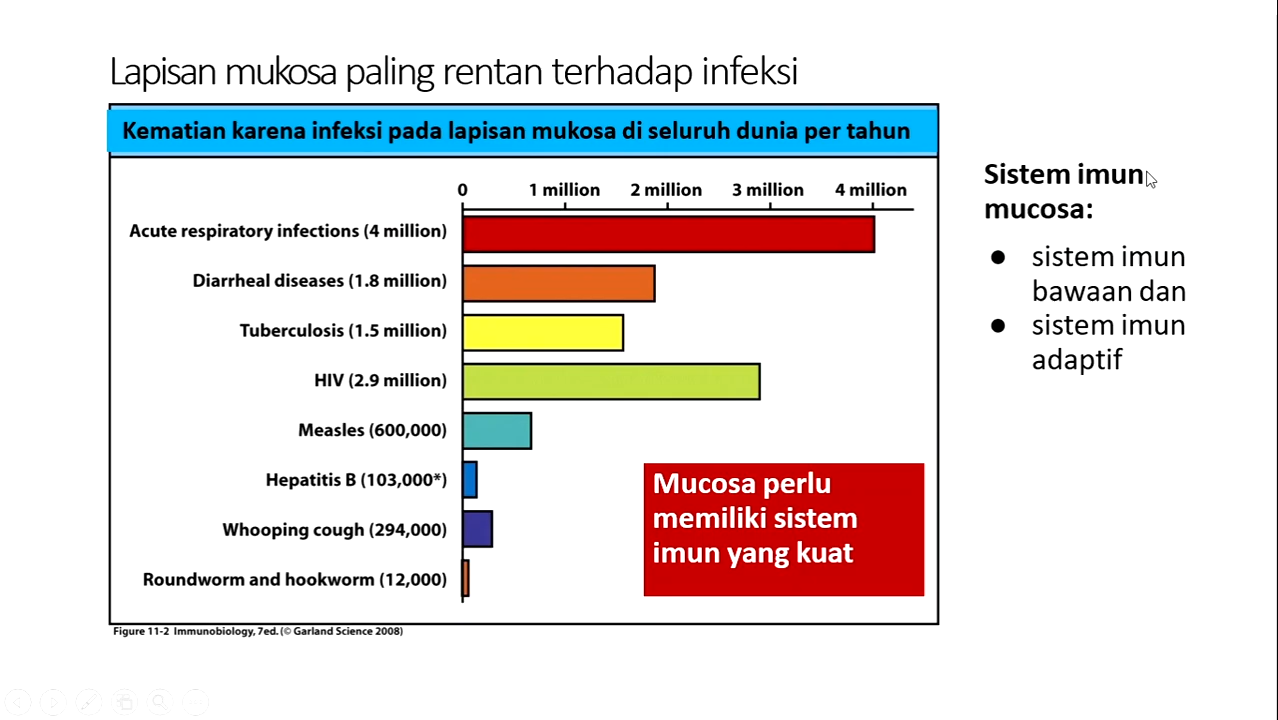 Lapisan mukosa paling rentan terhadap infeksi
Kematian karena infeksi pada lapisan mukosa di seluruh dunia per tahun
0 1 million 2 million 3 million 4 million
Acute respiratory infections (4 million)
Diarrheal diseases (1.8 million)
Tuberculosis (1.5 million)
HIV (2.9 million)
Measles (600,000)
Hepatitis B (103,000*)
Whooping cough (294,000)
Roundworm and hookworm (12,000)
Mucosa perlu
memiliki sistem
imun yang kuat
Figure 11-2 Immunobiology, 7ed. (© Garland Science 2008)
Sistem imun
mucosa:
● sistem imun
bawaan dan
● sistem imun
adaptif